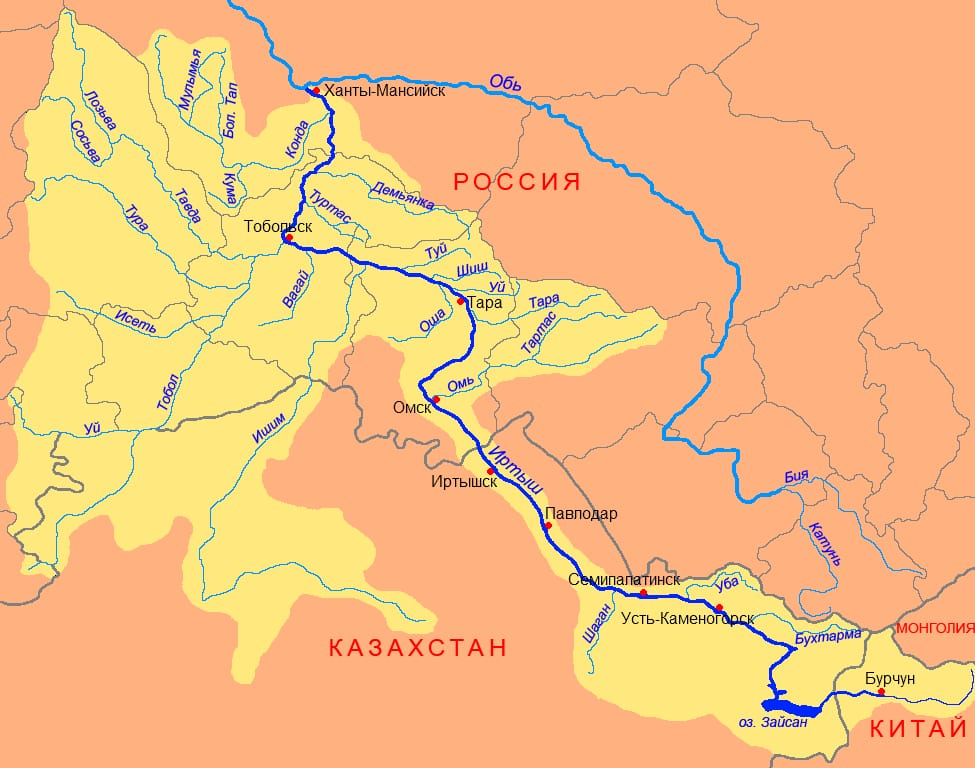 Мулымья
Лозьва
Бол. Тап
Ханты-Мансийск
Обь
Сосьва
Конда
РОССИЯ
Кума
Демьянка
Тавда
Туртас
Тура
Тобольск
Туй
Шиш
Уй
Вагай
Тара
Тара
Исеть
Оша
Тартас
Омь
Тобол
Омск
Ишим
Уй
Иртыш
Бия
Иртышск
Павлодар
Катунь
Семипалатинск
Уба
Шаган
Усть-Каменогорск
МОНГОЛИЯ
Бухтарма
КАЗАХСТАН
Бурчун
оз. Зайсан
КИТАЙ